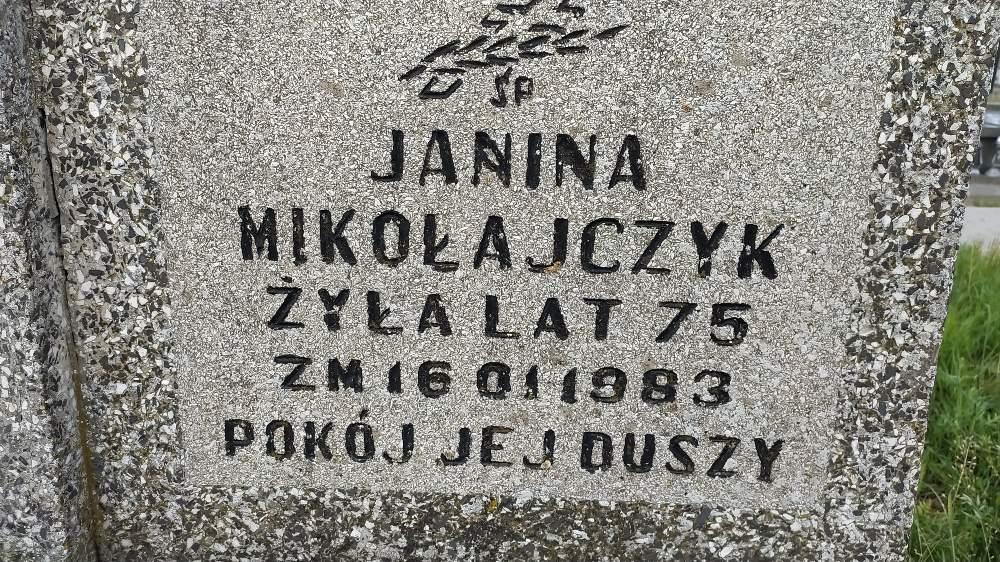 ŚP
JANINA
MIKOŁAJCZYK
ŻYŁA LAT 75
ZM 16 01 1983
POKÓJ JEJ DUSZY